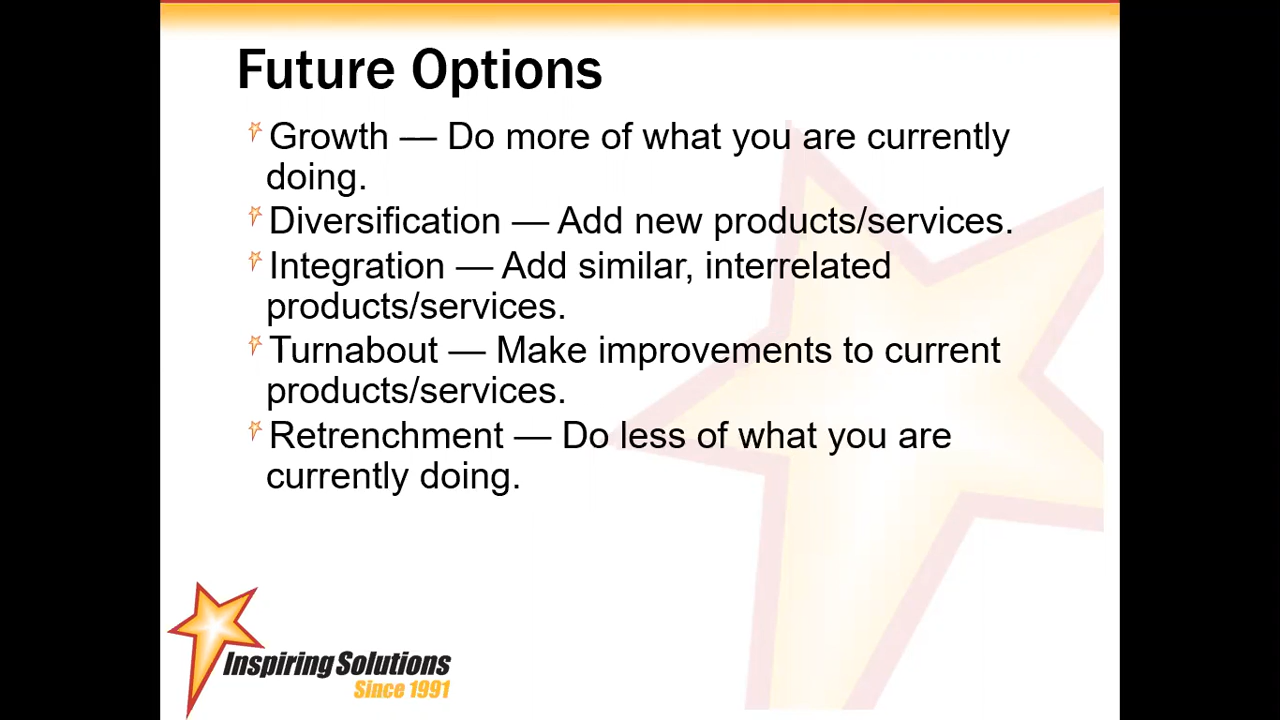 Future Options
Growth — Do more of what you are currently
doing.
Diversification — Add new products/services.
Integration — Add similar, interrelated
products/services.
Turnabout — Make improvements to current
products/services.
Retrenchment — Do less of what you are
currently doing.
Inspiring Solutions
Since 1991